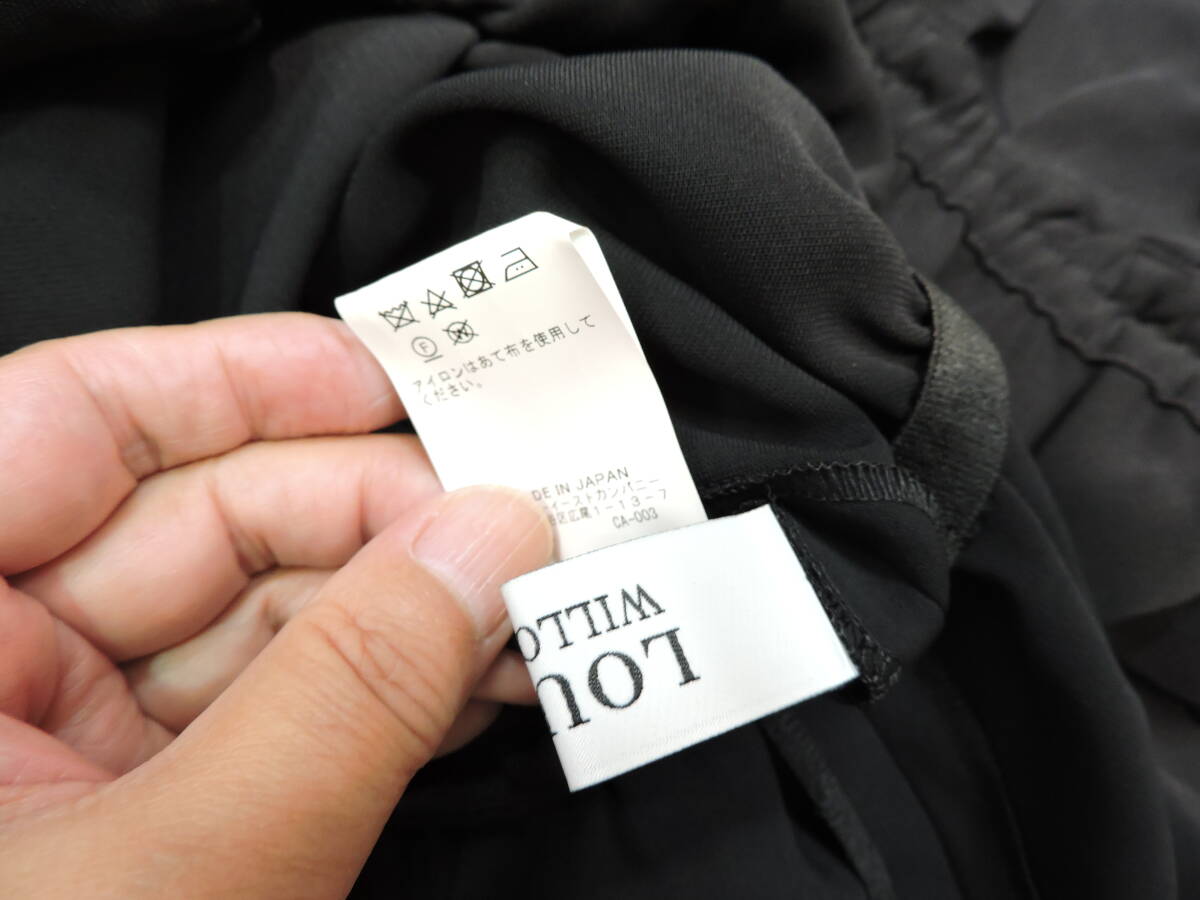 F W
アイロンはあて布を使用して
ください。
DE IN JAPAN
イーストカンパニー
区広尾1-13-7
CA-003
LOU
WILLO